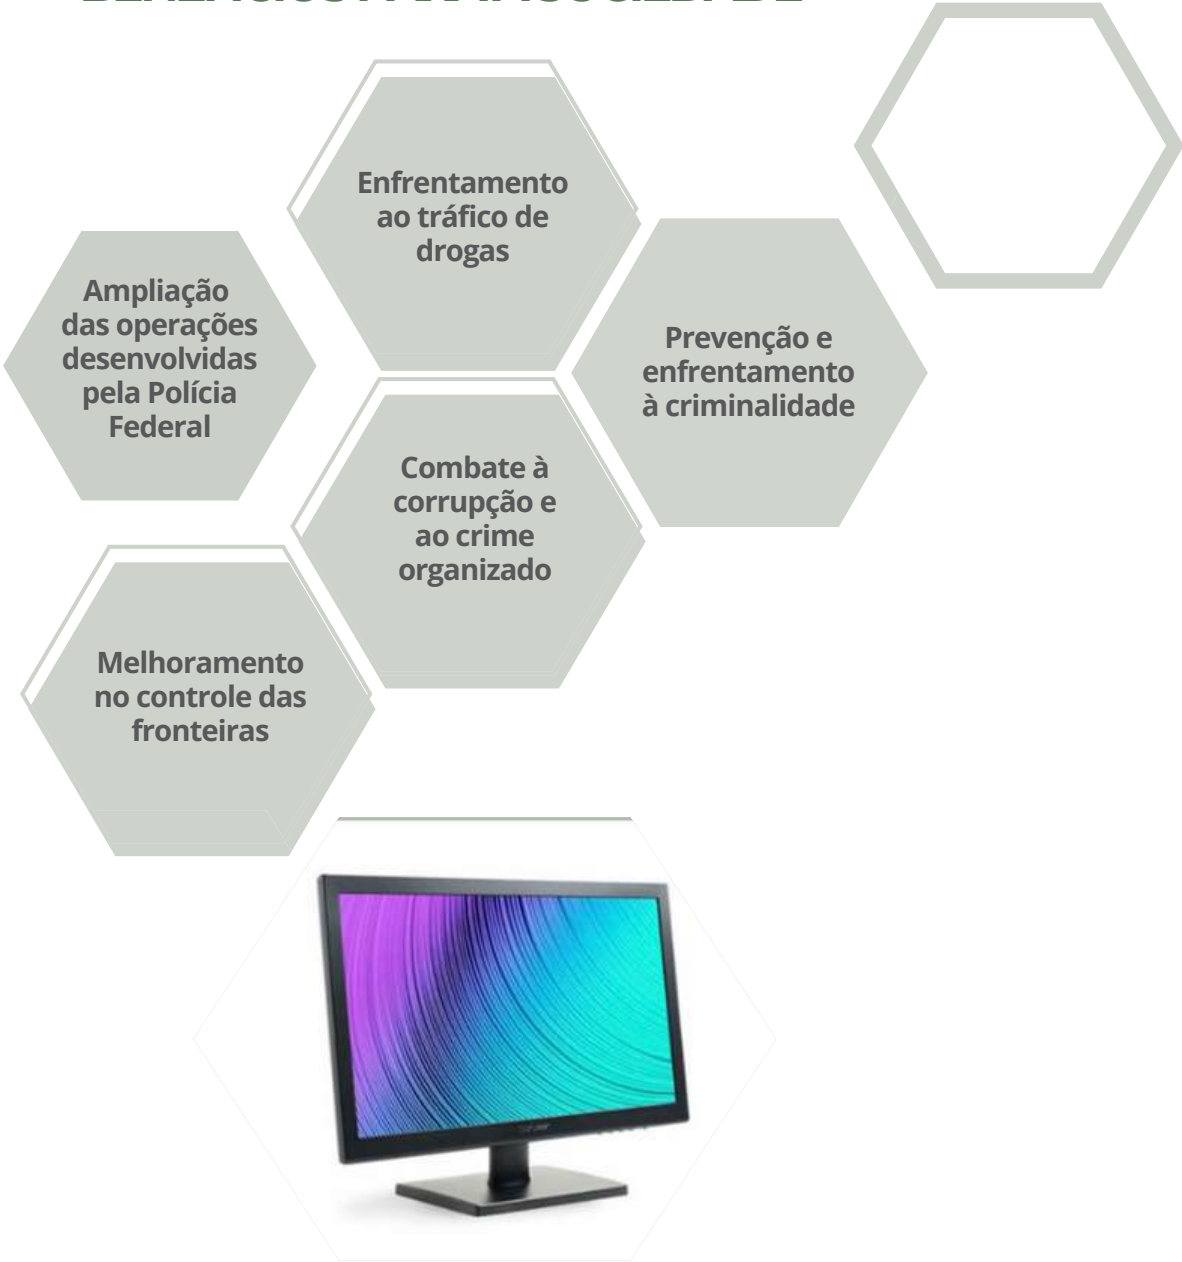 Enfrentamento
ao tráfico de
drogas
Ampliação
das operações
desenvolvidas
pela Polícia
Federal
Prevenção e
enfrentamento
à criminalidade
Combate à
corrupção e
ao crime
organizado
Melhoramento
no controle das
fronteiras